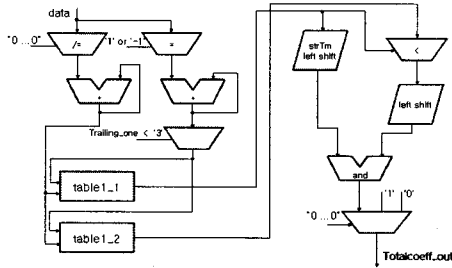 data
"0 ...0"
/=
'1' or '-1'
=
+
+
Trailing_one < '3'
table1_1
table1_2
strTm
left shift
<
left shift
and
"0 ...0"
'1'
'0'
Totalcoeff_out